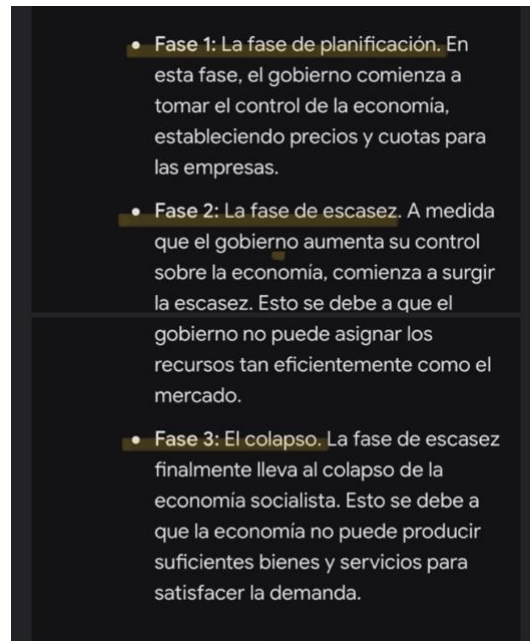 • Fase 1: La fase de planificación. En
esta fase, el gobierno comienza a
tomar el control de la economía,
estableciendo precios y cuotas para
las empresas.
• Fase 2: La fase de escasez. A medida
que el gobierno aumenta su control
sobre la economía, comienza a surgir
la escasez. Esto se debe a que el
gobierno no puede asignar los
recursos tan eficientemente como el
mercado.
• Fase 3: El colapso. La fase de escasez
finalmente lleva al colapso de la
economía socialista. Esto se debe a
que la economía no puede producir
suficientes bienes y servicios para
satisfacer la demanda.